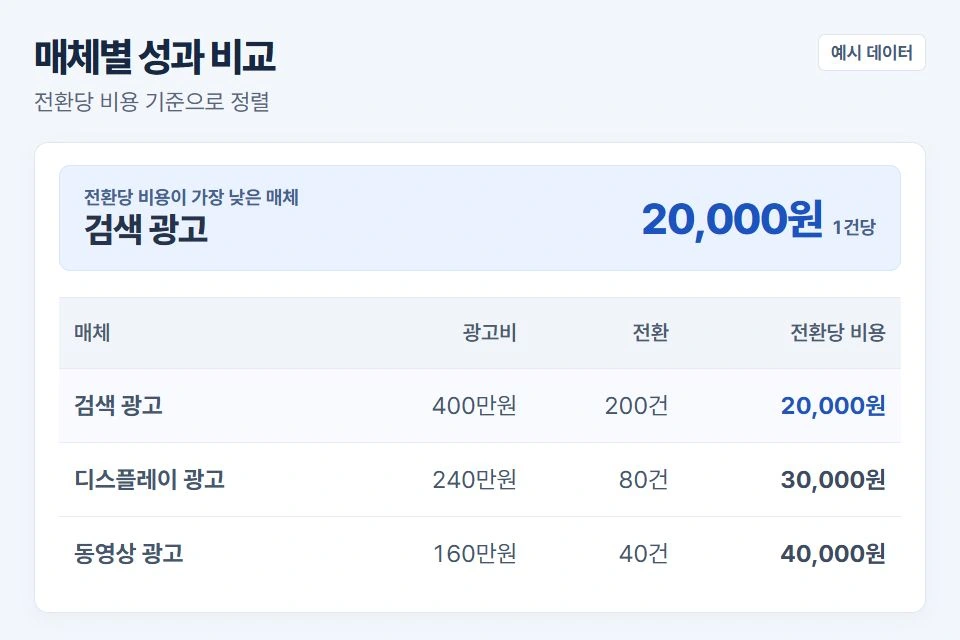 매체별 성과 비교
예시 데이터
전환당 비용 기준으로 정렬
전환당 비용이 가장 낮은 매체
검색 광고
20,000원 1건당
매체 광고비 전환 전환당 비용
검색 광고 400만원 200건 20,000원
디스플레이 광고 240만원 80건 30,000원
동영상 광고 160만원 40건 40,000원